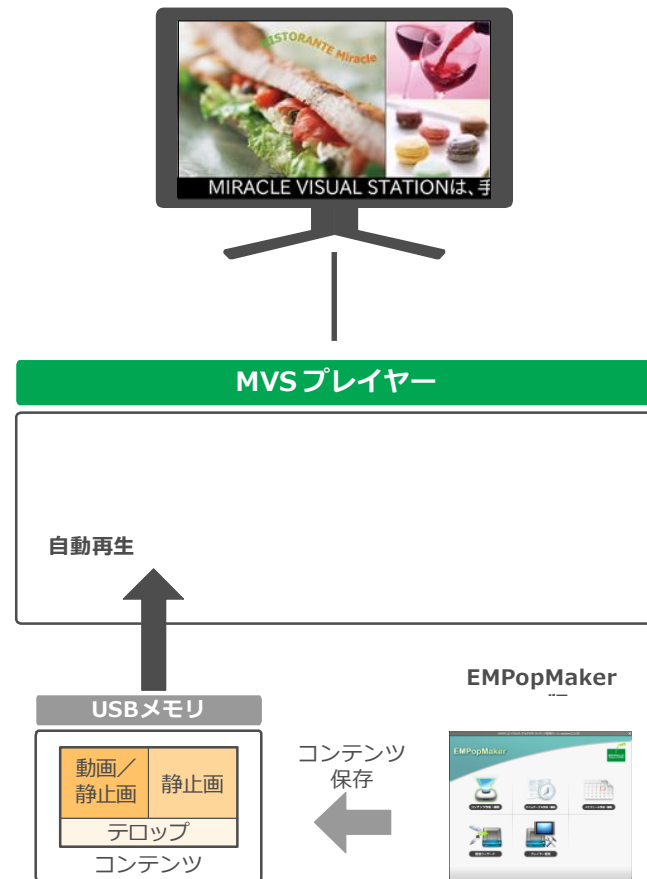 RISTORANTE Miracle
MIRACLE VISUAL STATIONは、手
MVSプレイヤー
自動再生
EMPopMaker
USBメモリ
動画／
静止画
静止画
テロップ
コンテンツ
コンテンツ
保存
EMPopMaker